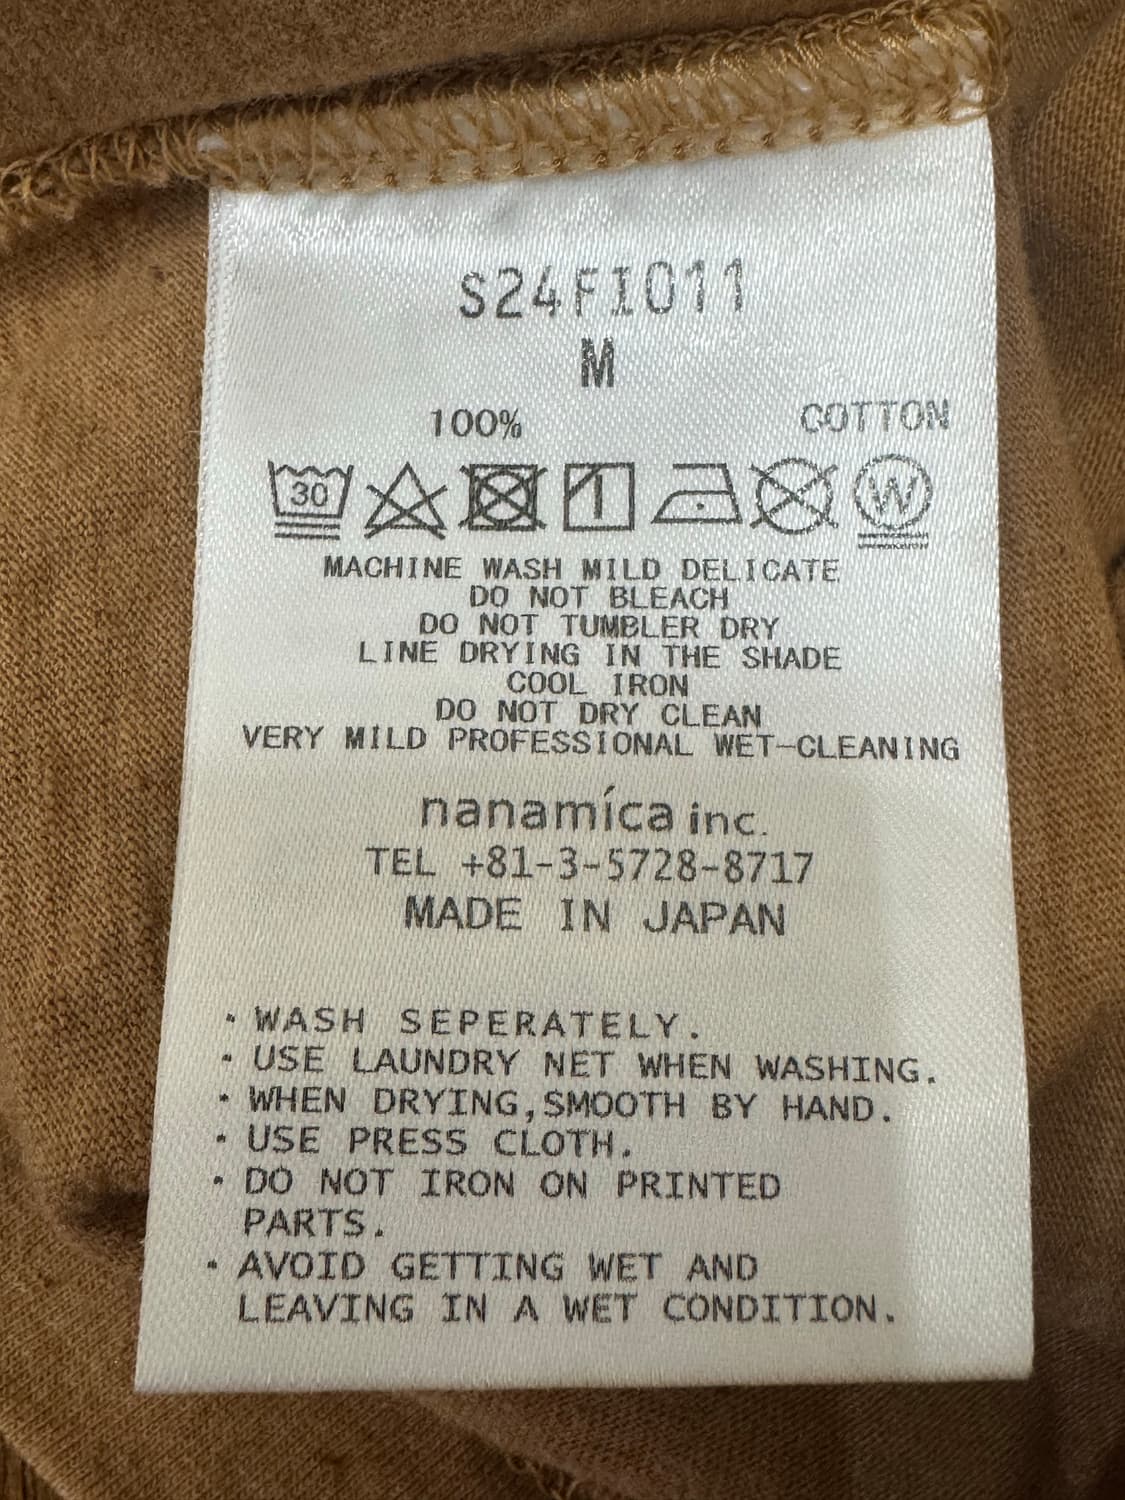 S24FI011
M
100% COTTON
30 W
MACHINE WASH MILD DELICATE
DO NOT BLEACH
DO NOT TUMBLER DRY
LINE DRYING IN THE SHADE
COOL IRON
DO NOT DRY CLEAN
VERY MILD PROFESSIONAL WET-CLEANING
nanamíca inc.
TEL +81-3-5728-8717
MADE IN JAPAN
・WASH SEPERATELY.
・USE LAUNDRY NET WHEN WASHING.
・WHEN DRYING,SMOOTH BY HAND.
・USE PRESS CLOTH.
・DO NOT IRON ON PRINTED
PARTS.
・AVOID GETTING WET AND
LEAVING IN A WET CONDITION.